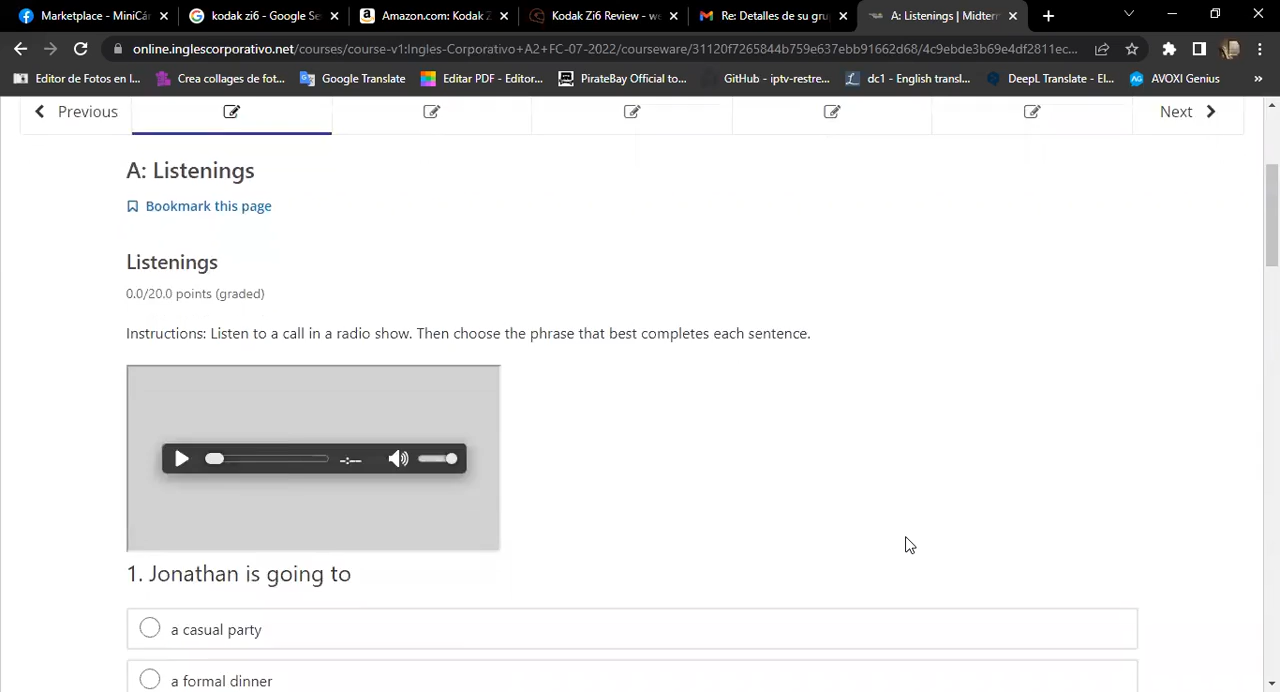 Marketplace - MiniCár
kodak zi6 - Google Se
Amazon.com: Kodak Z
Kodak Zi6 Review - we
Re: Detalles de su gru
A: Listenings | Midterm
online.inglescorporativo.net/courses/course-v1:Ingles-Corporativo+A2+FC-07-2022/courseware/31120f7265844b759e637ebb91662d68/4c9ebde3b69e4df2811ec...
Editor de Fotos en l...
Crea collages de fot...
Google Translate
Editar PDF - Editor...
PirateBay Official to...
GitHub - iptv-restre...
dc1 - English transl...
DeepL Translate - El...
AVOXI Genius
Previous
Next
A: Listenings
Bookmark this page
Listenings
0.0/20.0 points (graded)
Instructions: Listen to a call in a radio show. Then choose the phrase that best completes each sentence.
-:--
1. Jonathan is going to
a casual party
a formal dinner